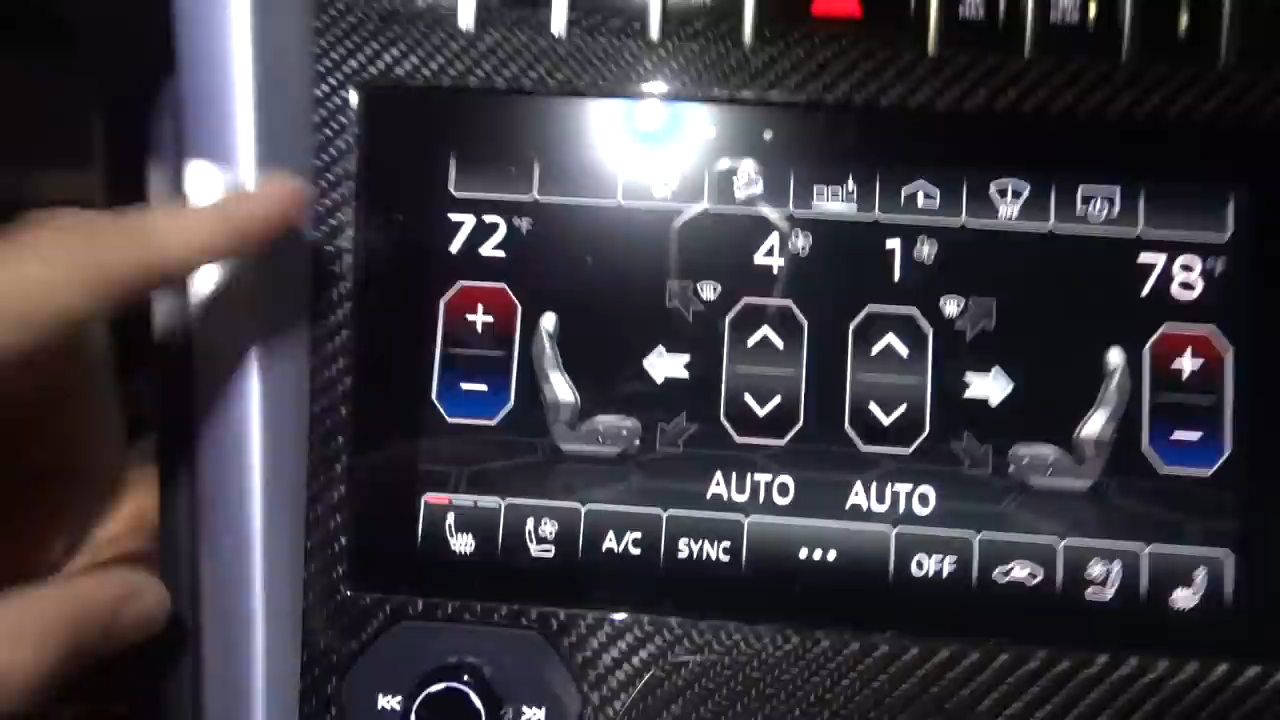 72 °F
4
1
78 °F
AUTO
AUTO
A/C
SYNC
•••
OFF